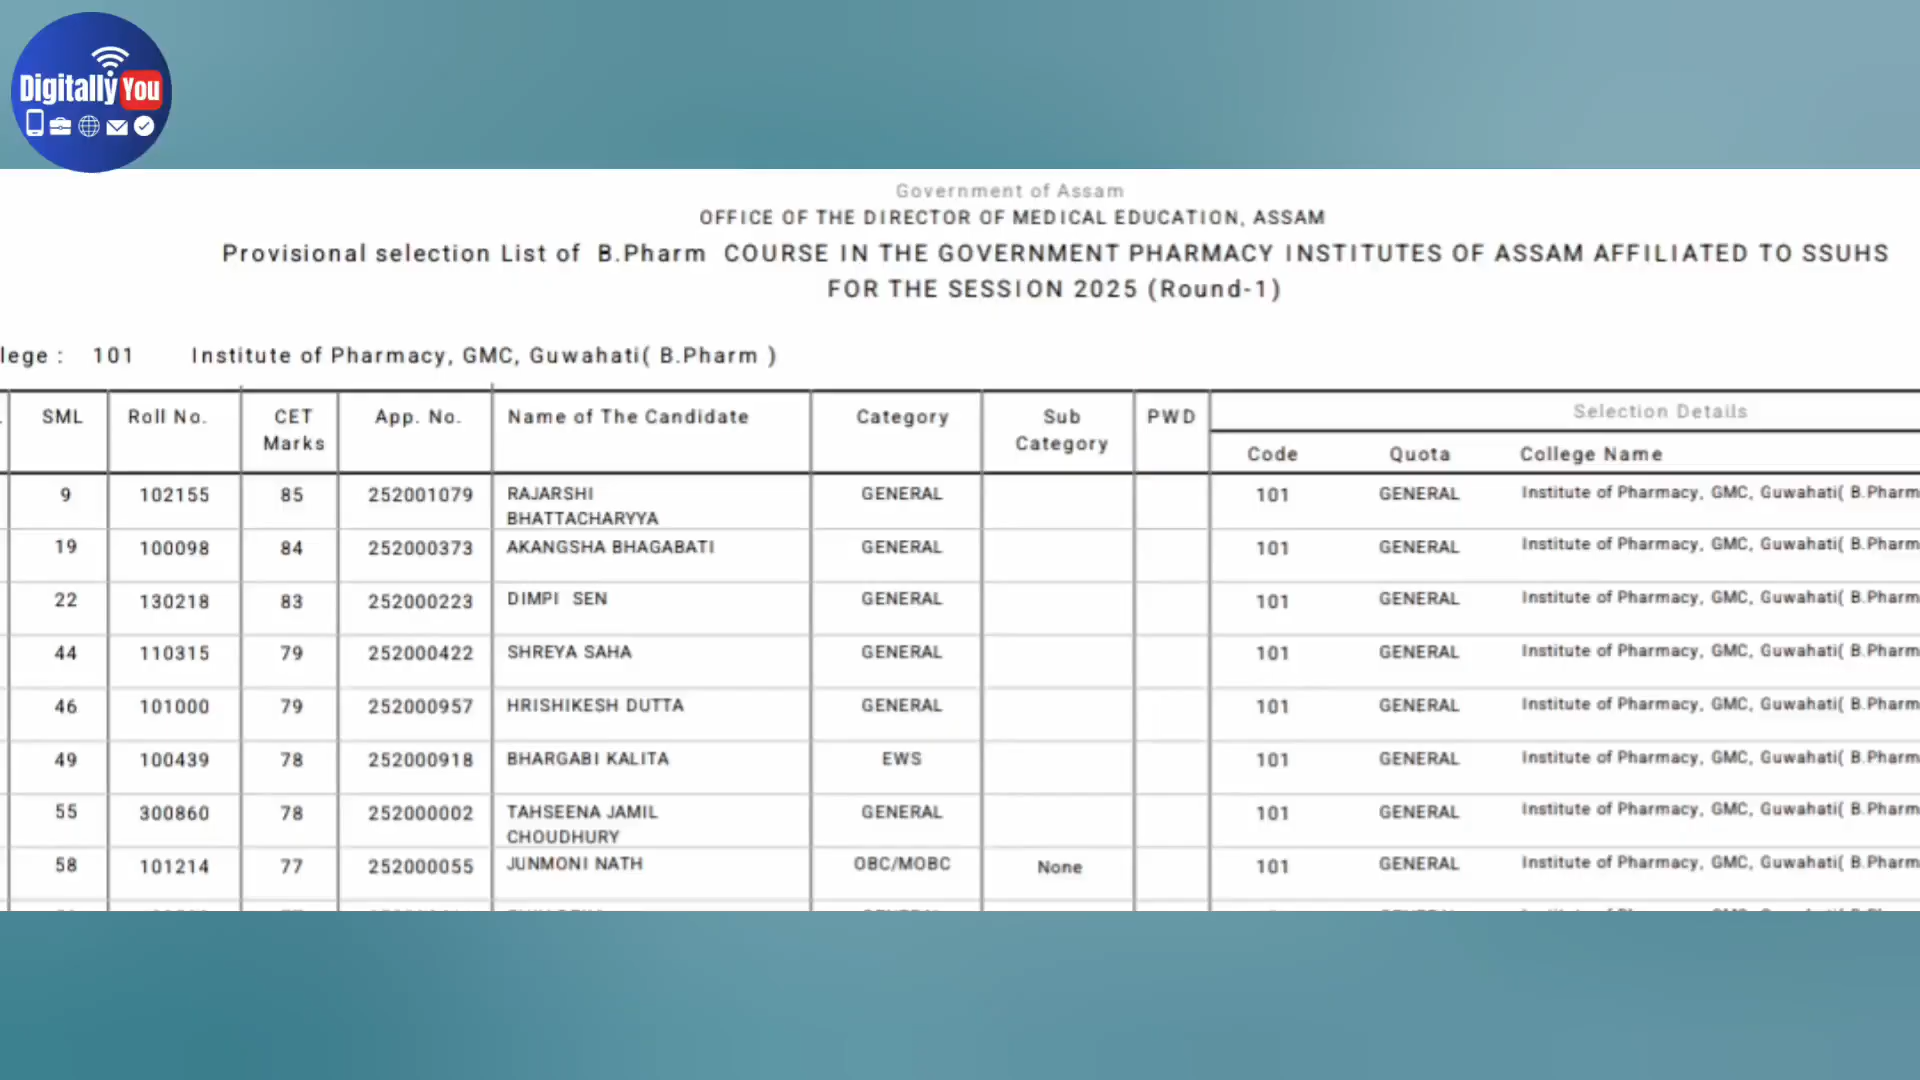 Digitally You
Government of Assam
OFFICE OF THE DIRECTOR OF MEDICAL EDUCATION, ASSAM
Provisional selection List of B.Pharm COURSE IN THE GOVERNMENT PHARMACY INSTITUTES OF ASSAM AFFILIATED TO SSUHS
FOR THE SESSION 2025 (Round-1)
lege : 101 Institute of Pharmacy, GMC, Guwahati( B.Pharm )
SML Roll No. CET Marks App. No. Name of The Candidate Category Sub Category PWD Selection Details
Code Quota College Name
9 102155 85 252001079 RAJARSHI BHATTACHARYYA GENERAL 101 GENERAL Institute of Pharmacy, GMC, Guwahati( B.Pharm
19 100098 84 252000373 AKANGSHA BHAGABATI GENERAL 101 GENERAL Institute of Pharmacy, GMC, Guwahati( B.Pharm
22 130218 83 252000223 DIMPI SEN GENERAL 101 GENERAL Institute of Pharmacy, GMC, Guwahati( B.Pharm
44 110315 79 252000422 SHREYA SAHA GENERAL 101 GENERAL Institute of Pharmacy, GMC, Guwahati( B.Pharm
46 101000 79 252000957 HRISHIKESH DUTTA GENERAL 101 GENERAL Institute of Pharmacy, GMC, Guwahati( B.Pharm
49 100439 78 252000918 BHARGABI KALITA EWS 101 GENERAL Institute of Pharmacy, GMC, Guwahati( B.Pharm
55 300860 78 252000002 TAHSEENA JAMIL CHOUDHURY GENERAL 101 GENERAL Institute of Pharmacy, GMC, Guwahati( B.Pharm
58 101214 77 252000055 JUNMONI NATH OBC/MOBC None 101 GENERAL Institute of Pharmacy, GMC, Guwahati( B.Pharm